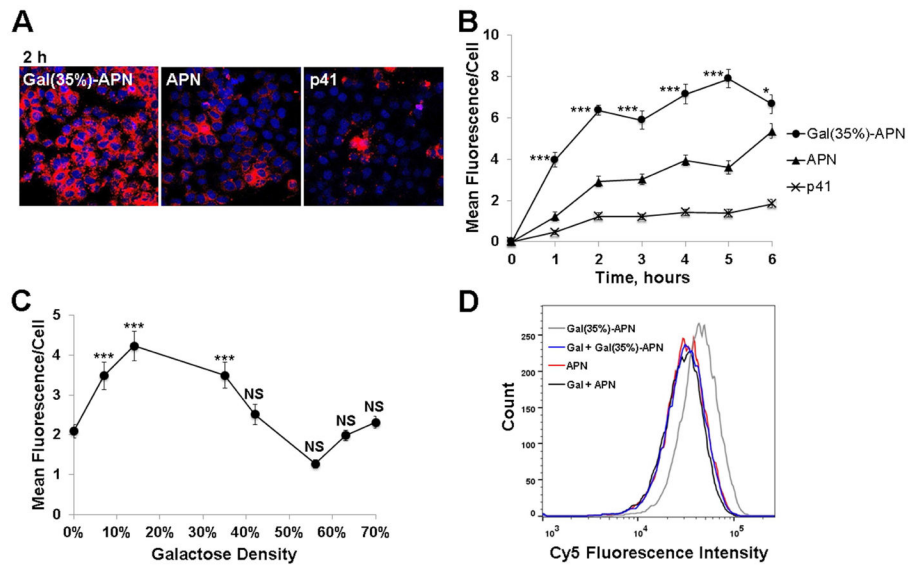 A
2 h
Gal(35%)-APN
APN
p41
B
Mean Fluorescence/Cell
10
8
6
4
2
0
***
***
***
***
***
*
0 1 2 3 4 5 6
Time, hours
Gal(35%)-APN
APN
p41
C
Mean Fluorescence/Cell
5
4
3
2
1
0
***
***
***
NS
NS
NS
NS
0% 10% 20% 30% 40% 50% 60% 70%
Galactose Density
D
Count
250
200
150
100
50
0
Gal(35%)-APN
Gal + Gal(35%)-APN
APN
Gal + APN
10³ 10⁴ 10⁵
Cy5 Fluorescence Intensity